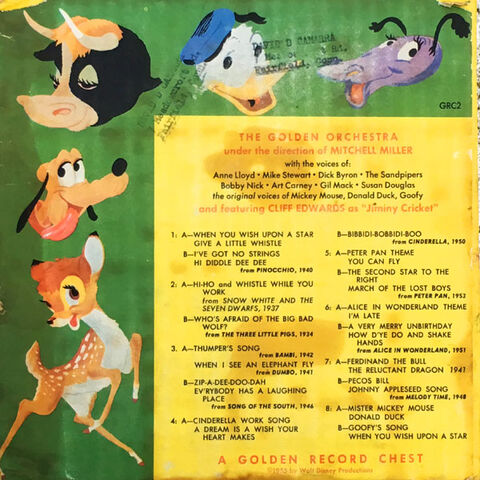 DAVID D CAMARRA
Rd.
Fairfield, Conn.
GRC2
THE GOLDEN ORCHESTRA
under the direction of MITCHELL MILLER
with the voices of:
Anne Lloyd • Mike Stewart • Dick Byron • The Sandpipers
Bobby Nick • Art Carney • Gil Mack • Susan Douglas
the original voices of Mickey Mouse, Donald Duck, Goofy
and featuring CLIFF EDWARDS as "Jiminy Cricket"
1: A—WHEN YOU WISH UPON A STAR
GIVE A LITTLE WHISTLE
B—I'VE GOT NO STRINGS
HI DIDDLE DEE DEE
from PINOCCHIO, 1940
2: A—HI-HO and WHISTLE WHILE YOU
WORK
from SNOW WHITE AND THE
SEVEN DWARFS, 1937
B—WHO'S AFRAID OF THE BIG BAD
WOLF?
from THE THREE LITTLE PIGS, 1934
3. A—THUMPER'S SONG
from BAMBI, 1942
WHEN I SEE AN ELEPHANT FLY
from DUMBO, 1941
B—ZIP-A-DEE-DOO-DAH
EV'RYBODY HAS A LAUGHING
PLACE
from SONG OF THE SOUTH, 1946
4: A—CINDERELLA WORK SONG
A DREAM IS A WISH YOUR
HEART MAKES
B—BIBBIDI-BOBBIDI-BOO
from CINDERELLA, 1950
5: A—PETER PAN THEME
YOU CAN FLY
B—THE SECOND STAR TO THE
RIGHT
MARCH OF THE LOST BOYS
from PETER PAN, 1953
6: A—ALICE IN WONDERLAND THEME
I'M LATE
B—A VERY MERRY UNBIRTHDAY
HOW D'YE DO AND SHAKE
HANDS
from ALICE IN WONDERLAND, 1951
7: A—FERDINAND THE BULL
THE RELUCTANT DRAGON 1941
B—PECOS BILL
JOHNNY APPLESEED SONG
from MELODY TIME, 1948
8: A—MISTER MICKEY MOUSE
DONALD DUCK
B—GOOFY'S SONG
WHEN YOU WISH UPON A STAR
A GOLDEN RECORD CHEST
©1955 by Walt Disney Productions